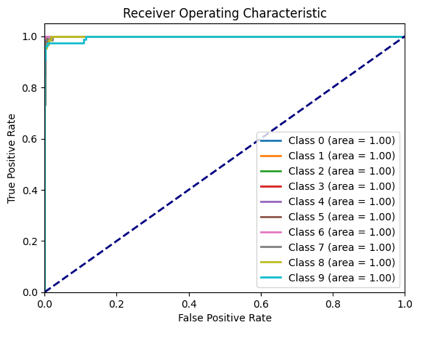 Receiver Operating Characteristic
1.0
0.8
0.6
0.4
0.2
0.0
True Positive Rate
Class 0 (area = 1.00)
Class 1 (area = 1.00)
Class 2 (area = 1.00)
Class 3 (area = 1.00)
Class 4 (area = 1.00)
Class 5 (area = 1.00)
Class 6 (area = 1.00)
Class 7 (area = 1.00)
Class 8 (area = 1.00)
Class 9 (area = 1.00)
0.0 0.2 0.4 0.6 0.8 1.0
False Positive Rate